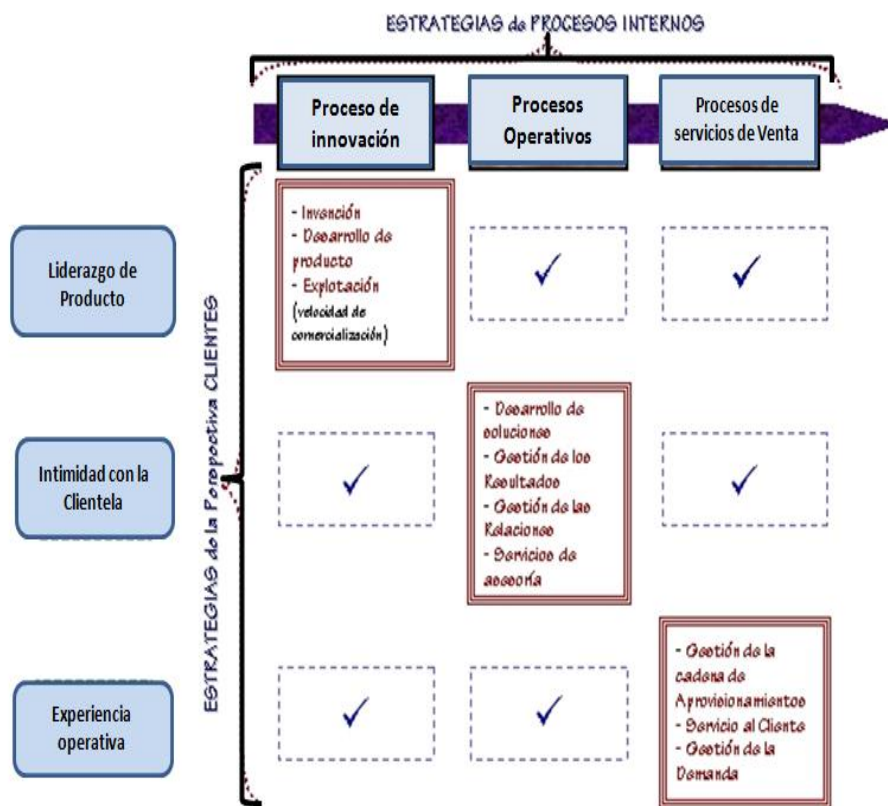 ESTRATEGIAS de PROCESOS INTERNOS
Proceso de
innovación
Procesos
Operativos
Procesos de
servicios de Venta
ESTRATEGIAS de la Perspectiva CLIENTES
Liderazgo de
Producto
- Invención
- Desarrollo de
producto
- Explotación
(velocidad de
comercialización)
Intimidad con la
Clientela
- Desarrollo de
soluciones
- Gestión de los
Resultados
- Gestión de las
Relaciones
- Servicios de
asesoría
Experiencia
operativa
- Gestión de la
cadena de
Aprovisionamientos
- Servicio al Cliente
- Gestión de la
Demanda